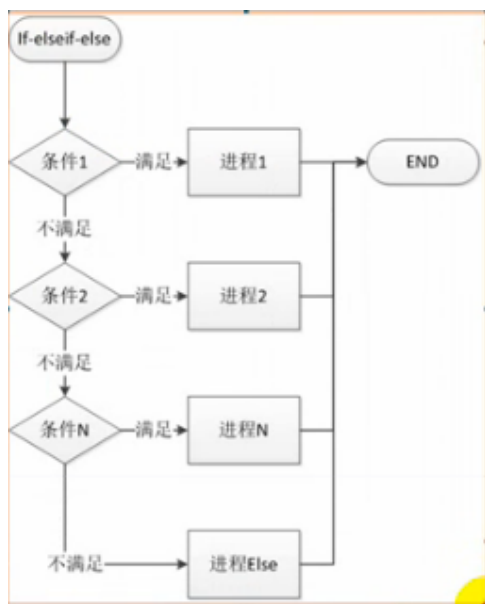 If-elseif-else
条件1
满足
进程1
END
不满足
条件2
满足
进程2
不满足
条件N
满足
进程N
不满足
进程Else